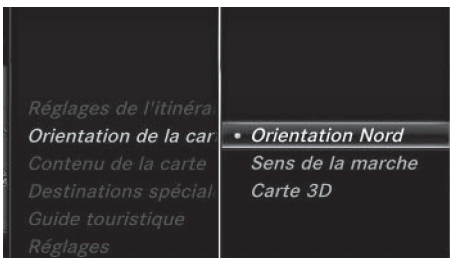 Réglages de l'itinéra
Orientation de la car
Contenu de la carte
Destinations spécial
Guide touristique
Réglages
• Orientation Nord
Sens de la marche
Carte 3D